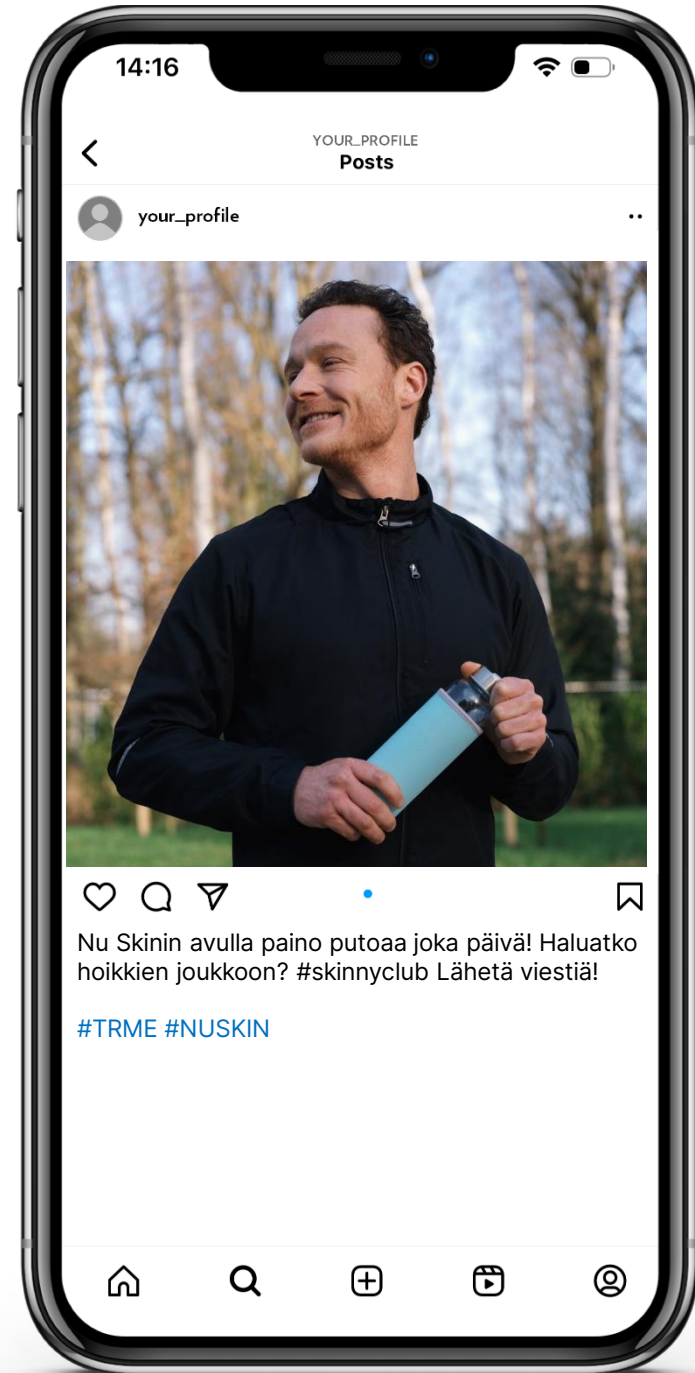 14:16
YOUR_PROFILE
Posts
your_profile
Nu Skinin avulla paino putoaa joka päivä! Haluatko
hoikkien joukkoon? #skinnyclub Lähetä viestiä!
#TRME #NUSKIN